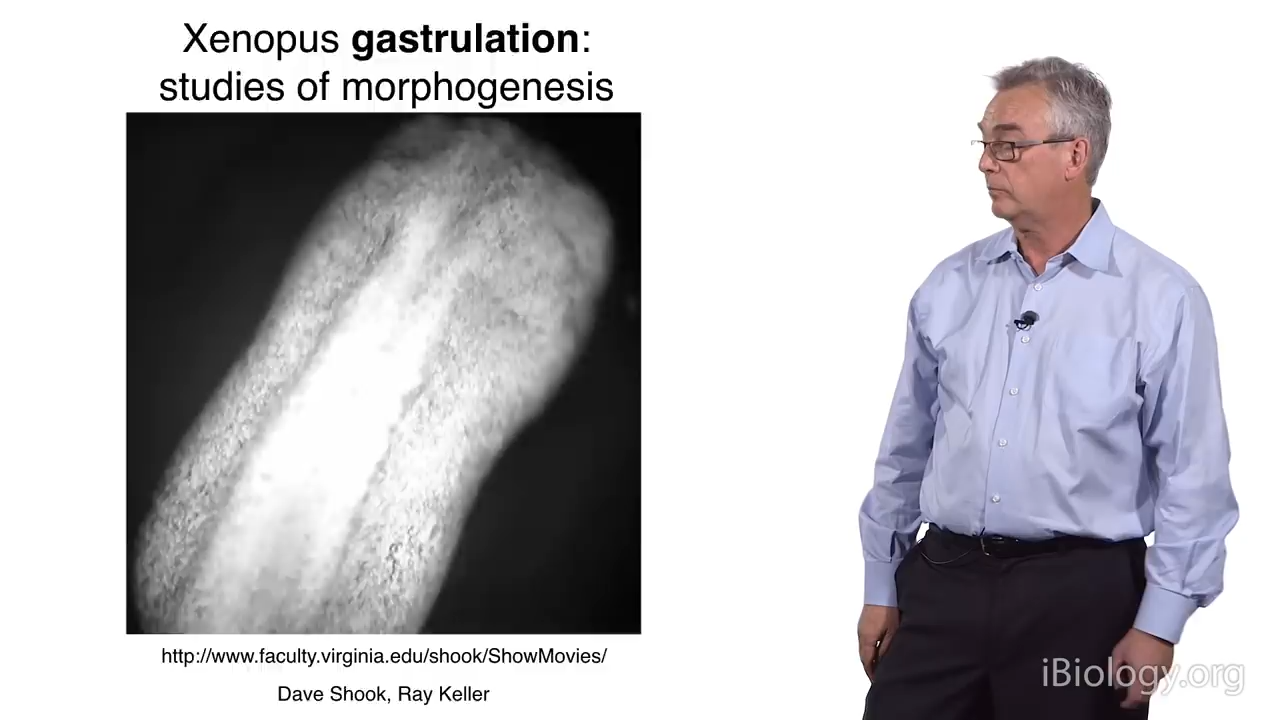 Xenopus gastrulation:
studies of morphogenesis
http://www.faculty.virginia.edu/shook/ShowMovies/
Dave Shook, Ray Keller
iBiology.org